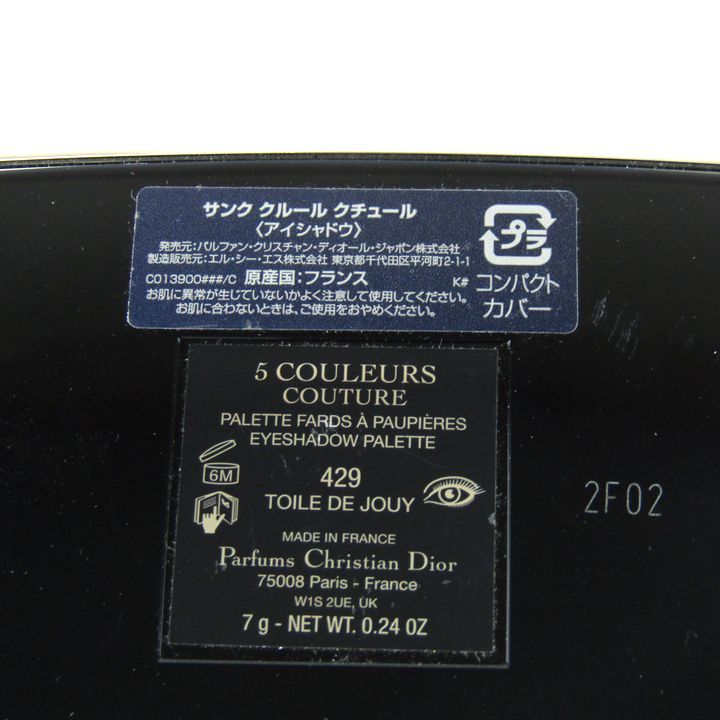 サンク クルール クチュール
〈アイシャドウ〉
発売元:パルファン・クリスチャン・ディオール・ジャポン株式会社
製造販売元:エル・シー・エス株式会社 東京都千代田区平河町2-1-1
C013900###/C 原産国:フランス K#
お肌に異常が生じていないかよく注意して使用してください。
お肌に合わないときは、ご使用をおやめください。
プラ
コンパクト
カバー
5 COULEURS
COUTURE
PALETTE FARDS À PAUPIÈRES
EYESHADOW PALETTE
6M
429
TOILE DE JOUY
MADE IN FRANCE
Parfums Christian Dior
75008 Paris - France
W1S 2UE, UK
7 g - NET WT. 0.24 OZ
2F02